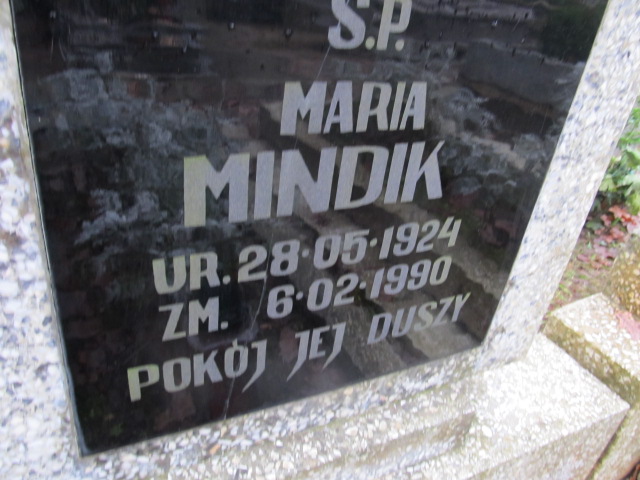 Ś.P.
MARIA
MINDIK
UR. 28·05·1924
ZM. 6·02·1990
POKÓJ JEJ DUSZY